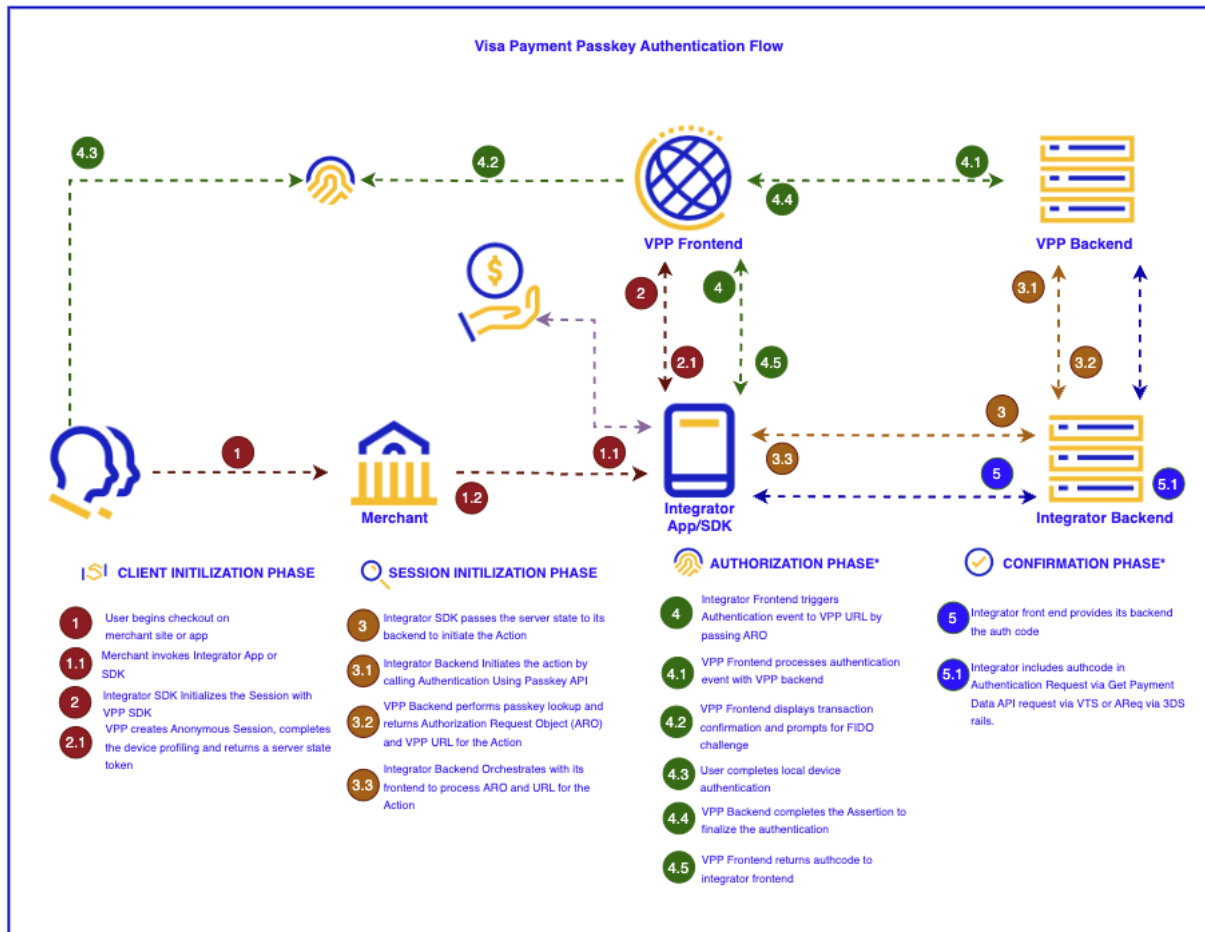 Visa Payment Passkey Authentication Flow
4.3
4.2
4.1
4.4
VPP Frontend
VPP Backend
$
2
4
3.1
2.1
4.5
3.2
1
1.1
3
3.3
1.2
5
5.1
Merchant
Integrator
App/SDK
Integrator Backend
CLIENT INITILIZATION PHASE
1
User begins checkout on
merchant site or app
1.1
Merchant invokes Integrator App or
SDK
2
Integrator SDK Initializes the Session with
VPP SDK
2.1
VPP creates Anonymous Session, completes
the device profiling and returns a server state
token
SESSION INITILIZATION PHASE
3
Integrator SDK passes the server state to its
backend to initiate the Action
3.1
Integrator Backend Initiates the action by
calling Authentication Using Passkey API
3.2
VPP Backend performs passkey lookup and
returns Authorization Request Object (ARO)
and VPP URL for the Action
3.3
Integrator Backend Orchestrates with its
frontend to process ARO and URL for the
Action
AUTHORIZATION PHASE*
4
Integrator Frontend triggers
Authentication event to VPP URL by
passing ARO
4.1
VPP Frontend processes authentication
event with VPP backend
4.2
VPP Frontend displays transaction
confirmation and prompts for FIDO
challenge
4.3
User completes local device
authentication
4.4
VPP Backend completes the Assertion to
finalize the authentication
4.5
VPP Frontend returns authcode to
integrator frontend
CONFIRMATION PHASE*
5
Integrator front end provides its backend
the auth code
5.1
Integrator includes authcode in
Authentication Request via Get Payment
Data API request via VTS or AReq via 3DS
rails.